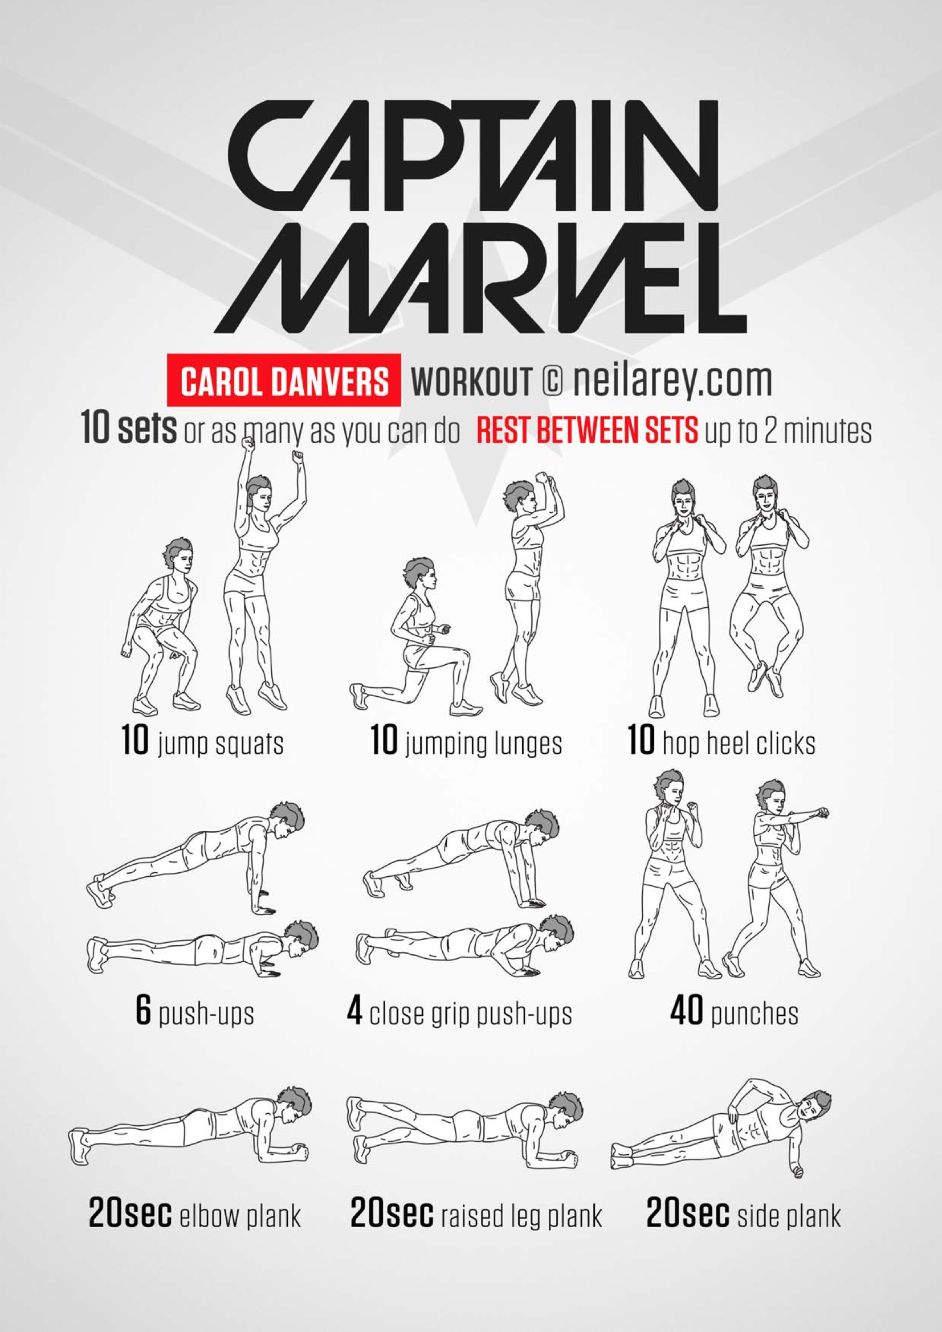 CAPTAIN
MARVEL
CAROL DANVERS WORKOUT © neilarey.com
10 sets or as many as you can do REST BETWEEN SETS up to 2 minutes
10 jump squats
10 jumping lunges
10 hop heel clicks
6 push-ups
4 close grip push-ups
40 punches
20sec elbow plank
20sec raised leg plank
20sec side plank